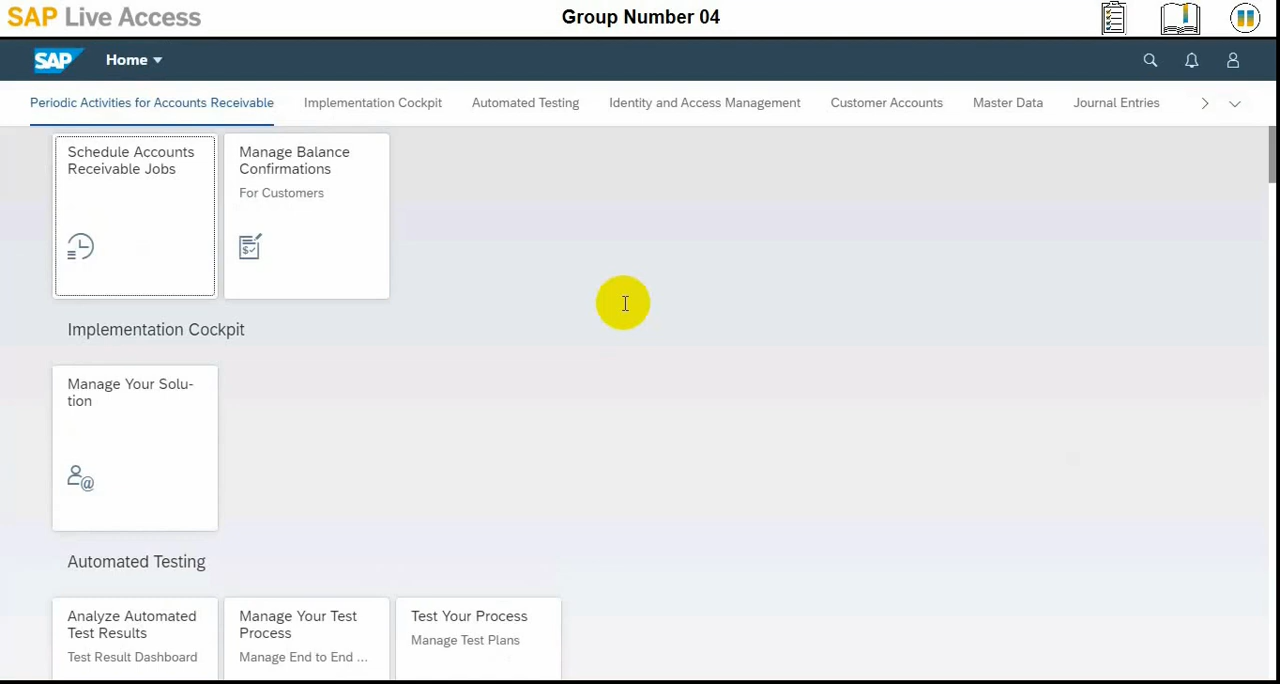 SAP Live Access
Group Number 04
SAP
Home
Periodic Activities for Accounts Receivable
Implementation Cockpit
Automated Testing
Identity and Access Management
Customer Accounts
Master Data
Journal Entries
Schedule Accounts
Receivable Jobs
Manage Balance
Confirmations
For Customers
Implementation Cockpit
Manage Your Solu-
tion
Automated Testing
Analyze Automated
Test Results
Test Result Dashboard
Manage Your Test
Process
Manage End to End ...
Test Your Process
Manage Test Plans